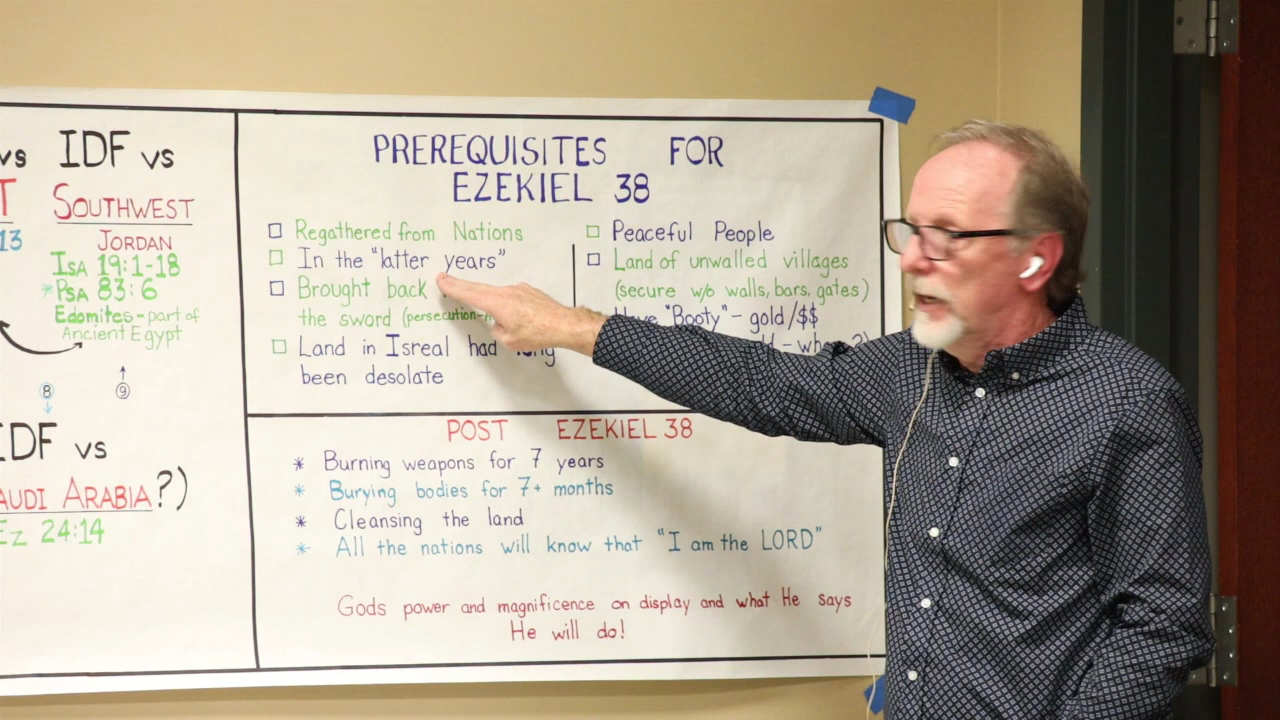 vs IDF vs
T SOUTHWEST
13 JORDAN
ISA 19:1-18
*PSA 83:6
Edomites - part of
Ancient Egypt
8 9
IDF vs
AUDI ARABIA?)
Ez 24:14
PREREQUISITES FOR
EZEKIEL 38
Regathered from Nations
In the "latter years"
Brought back
the sword (persecution-
Land in Isreal had long
been desolate
Peaceful People
Land of unwalled villages
(secure w/o walls, bars, gates)
Have "Booty" - gold/$$
POST EZEKIEL 38
* Burning weapons for 7 years
* Burying bodies for 7+ months
* Cleansing the land
* All the nations will know that "I am the LORD"
Gods power and magnificence on display and what He says
He will do!